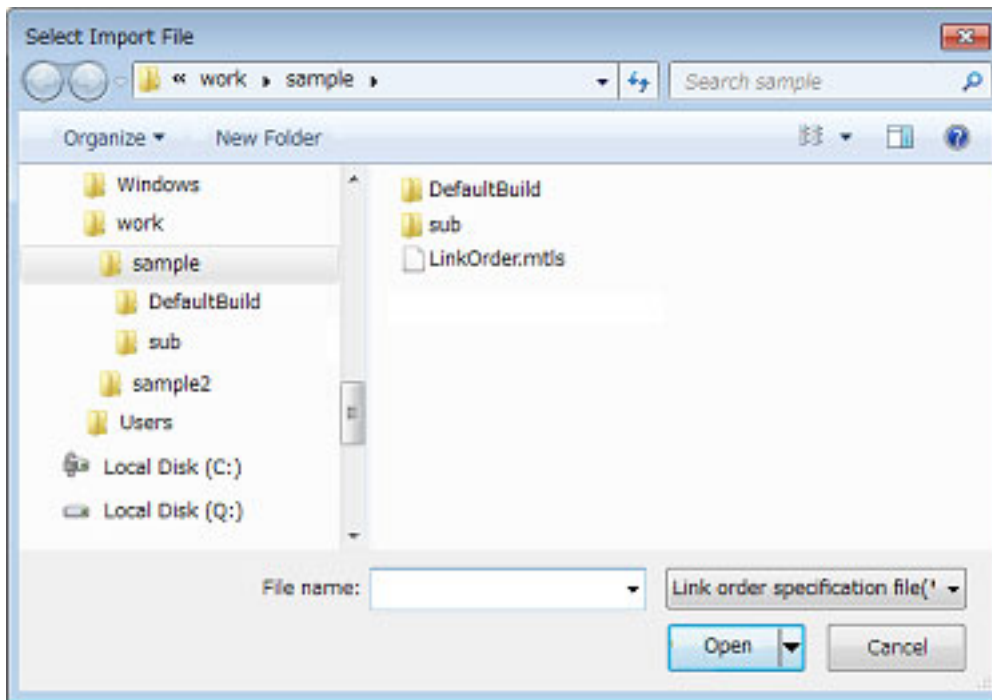 Select Import File
« work ▸ sample ▸
Search sample
Organize ▾ New Folder
Windows
work
sample
DefaultBuild
sub
sample2
Users
Local Disk (C:)
Local Disk (Q:)
DefaultBuild
sub
LinkOrder.mtls
File name:
Link order specification file(*
Open
Cancel